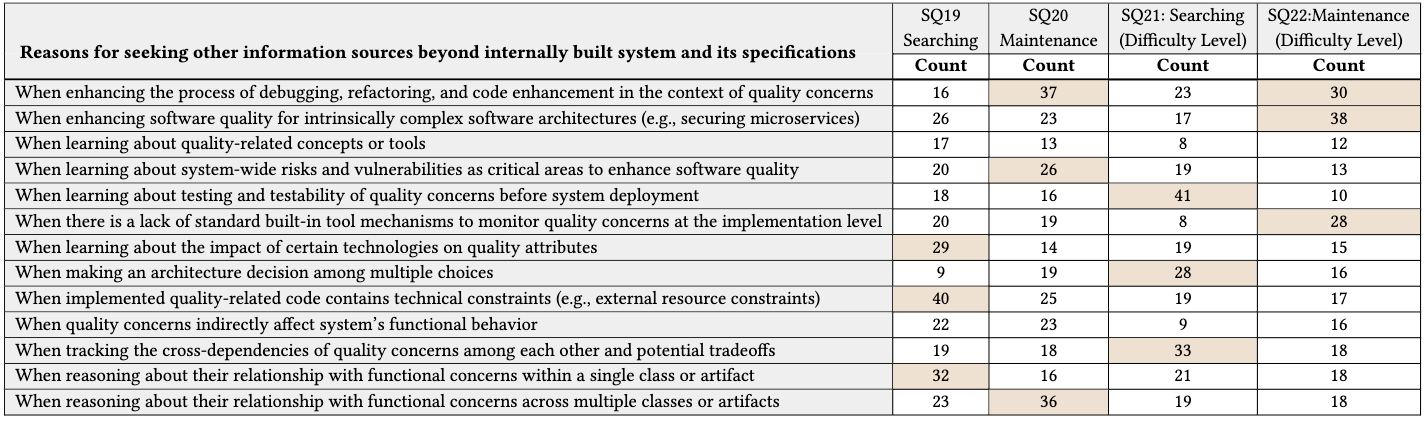 SQ19 SQ20 SQ21: Searching SQ22:Maintenance
Reasons for seeking other information sources beyond internally built system and its specifications Searching Maintenance (Difficulty Level) (Difficulty Level)
Count Count Count Count
When enhancing the process of debugging, refactoring, and code enhancement in the context of quality concerns 16 37 23 30
When enhancing software quality for intrinsically complex software architectures (e.g., securing microservices) 26 23 17 38
When learning about quality-related concepts or tools 17 13 8 12
When learning about system-wide risks and vulnerabilities as critical areas to enhance software quality 20 26 19 13
When learning about testing and testability of quality concerns before system deployment 18 16 41 10
When there is a lack of standard built-in tool mechanisms to monitor quality concerns at the implementation level 20 19 8 28
When learning about the impact of certain technologies on quality attributes 29 14 19 15
When making an architecture decision among multiple choices 9 19 28 16
When implemented quality-related code contains technical constraints (e.g., external resource constraints) 40 25 19 17
When quality concerns indirectly affect system's functional behavior 22 23 9 16
When tracking the cross-dependencies of quality concerns among each other and potential tradeoffs 19 18 33 18
When reasoning about their relationship with functional concerns within a single class or artifact 32 16 21 18
When reasoning about their relationship with functional concerns across multiple classes or artifacts 23 36 19 18